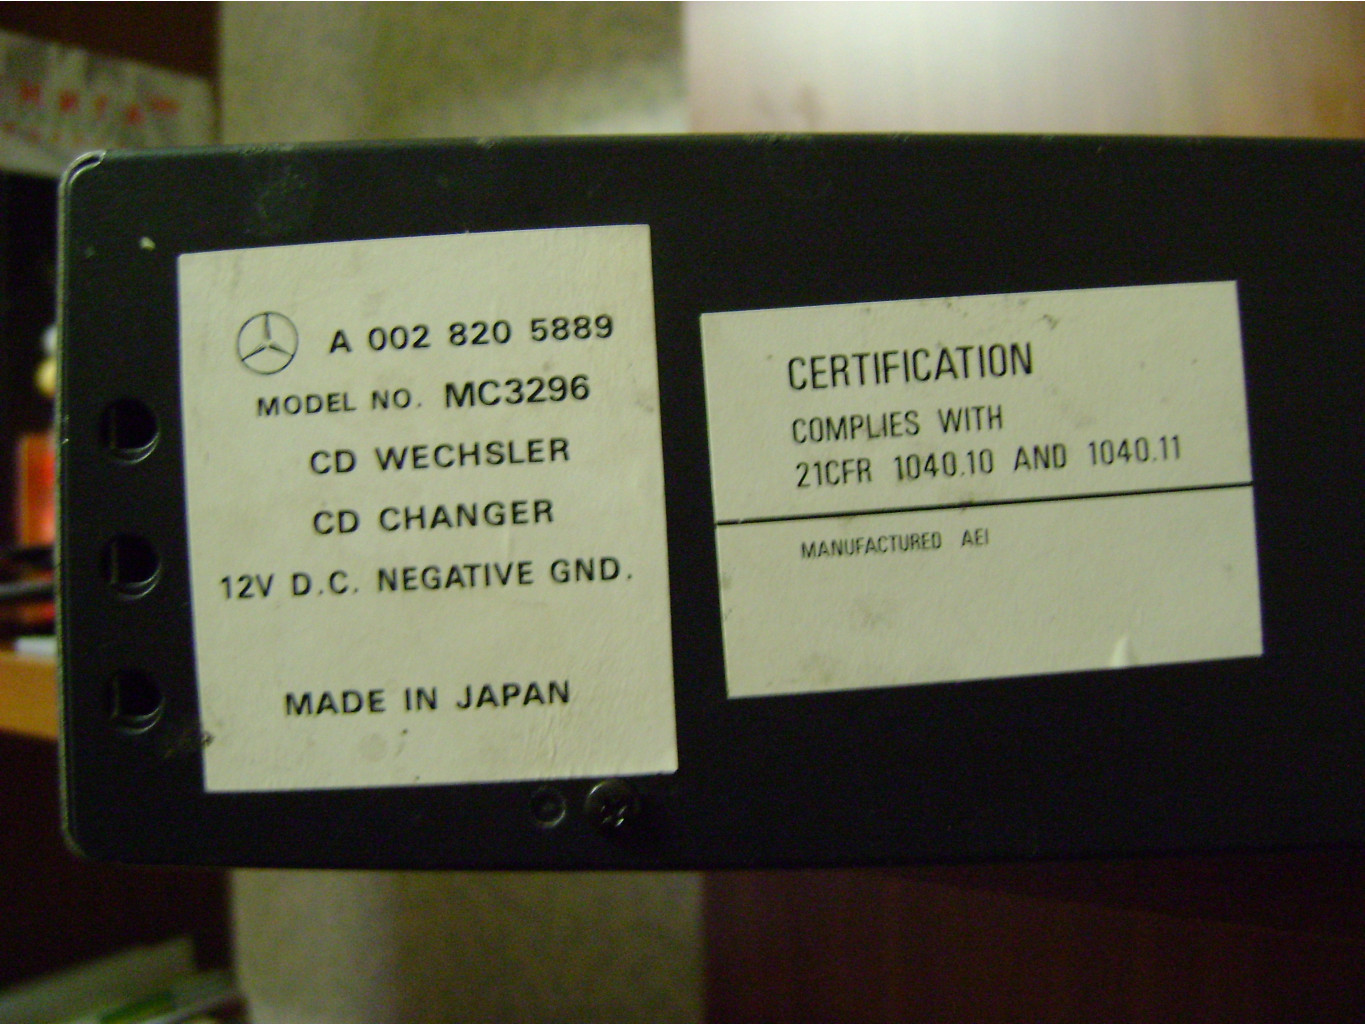 A 002 820 5889
MODEL NO. MC3296
CD WECHSLER
CD CHANGER
12V D.C. NEGATIVE GND.
MADE IN JAPAN
CERTIFICATION
COMPLIES WITH
21CFR 1040.10 AND 1040.11
MANUFACTURED AEI